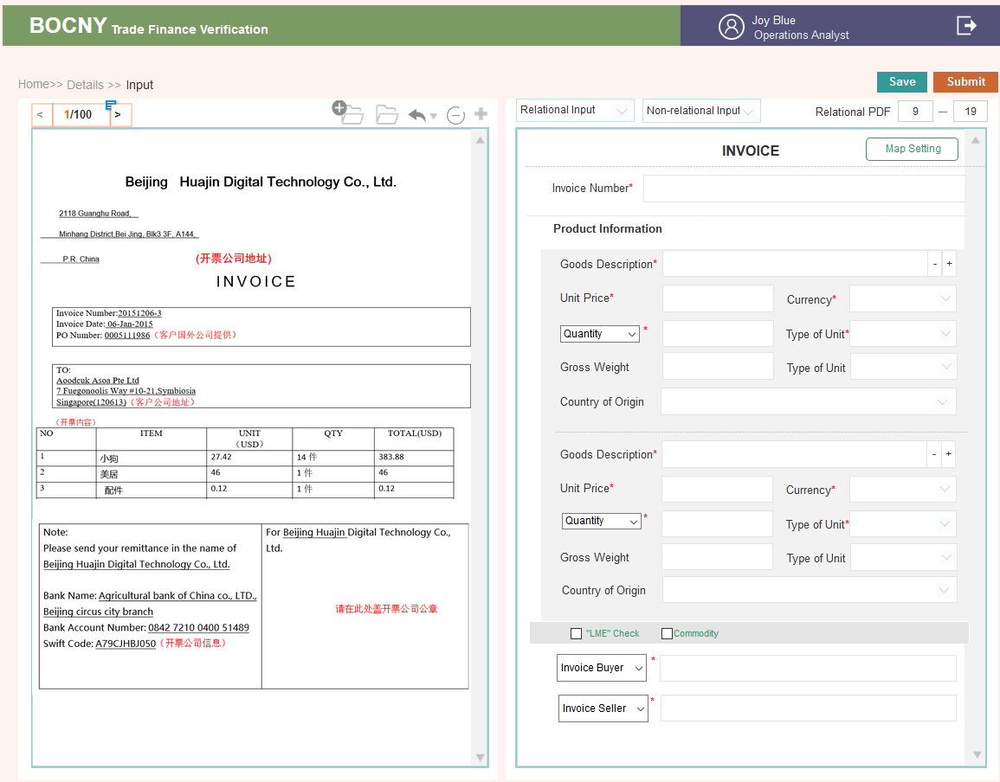 BOCNY Trade Finance Verification
Joy Blue
Operations Analyst
Home>> Details >> Input
Save Submit
< 1/100 >
Relational Input Non-relational Input Relational PDF 9 — 19
Beijing Huajin Digital Technology Co., Ltd.
2118 Guanghu Road,
Minhang District,Bei Jing, Blk3 3F, A144,
P.R. China (开票公司地址)
INVOICE
Invoice Number:20151206-3
Invoice Date: 06-Jan-2015
PO Number: 0005111986（客户国外公司提供）
TO:
Aoodcuk Asoa Pte Ltd
7 Fuegonoolis Way #10-21,Symbiosia
Singapore(120613)（客户公司地址）
（开票内容）
NO ITEM UNIT（USD） QTY TOTAL(USD)
1 小狗 27.42 14 件 383.88
2 美居 46 1 件 46
3 配件 0.12 1 件 0.12
Note:
Please send your remittance in the name of
Beijing Huajin Digital Technology Co., Ltd.
Bank Name: Agricultural bank of China co., LTD.,
Beijing circus city branch
Bank Account Number: 0842 7210 0400 51489
Swift Code: A79CJHBJ050（开票公司信息）
For Beijing Huajin Digital Technology Co.,
Ltd.
请在此处盖开票公司公章
INVOICE Map Setting
Invoice Number*
Product Information
Goods Description* - +
Unit Price* Currency*
Quantity * Type of Unit*
Gross Weight Type of Unit
Country of Origin
Goods Description* - +
Unit Price* Currency*
Quantity * Type of Unit*
Gross Weight Type of Unit
Country of Origin
"LME" Check Commodity
Invoice Buyer *
Invoice Seller *